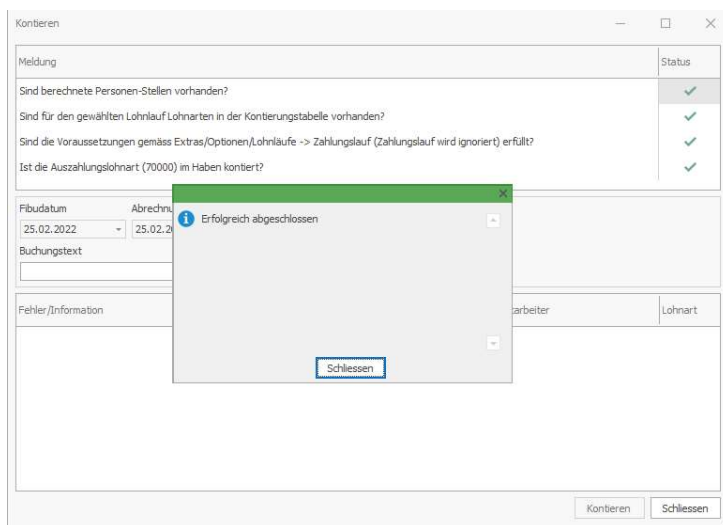 Kontieren
Meldung Status
Sind berechnete Personen-Stellen vorhanden?
Sind für den gewählten Lohnlauf Lohnarten in der Kontierungstabelle vorhanden?
Sind die Voraussetzungen gemäss Extras/Optionen/Lohnläufe -> Zahlungslauf (Zahlungslauf wird ignoriert) erfüllt?
Ist die Auszahlungslohnart (70000) im Haben kontiert?
Fibudatum
25.02.2022
Buchungstext
Erfolgreich abgeschlossen
Schliessen
Fehler/Information Lohnart
Kontieren Schliessen